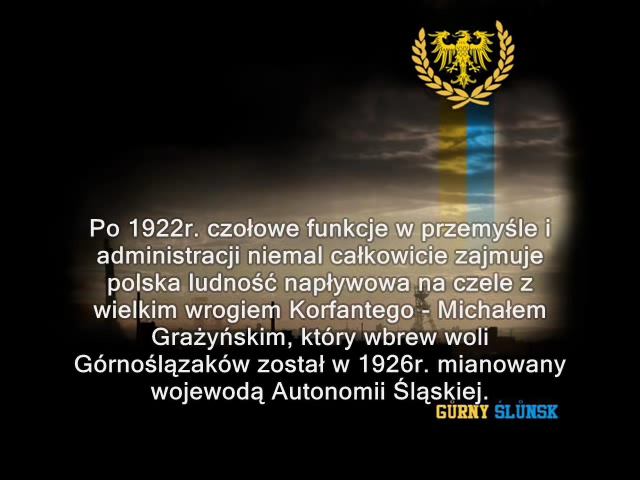 Po 1922r. czołowe funkcje w przemyśle i
administracji niemal całkowicie zajmuje
polska ludność napływowa na czele z
wielkim wrogiem Korfantego - Michałem
Grażyńskim, który wbrew woli
Górnoślązaków został w 1926r. mianowany
wojewodą Autonomii Śląskiej.
GŮRNY ŚLŮNSK